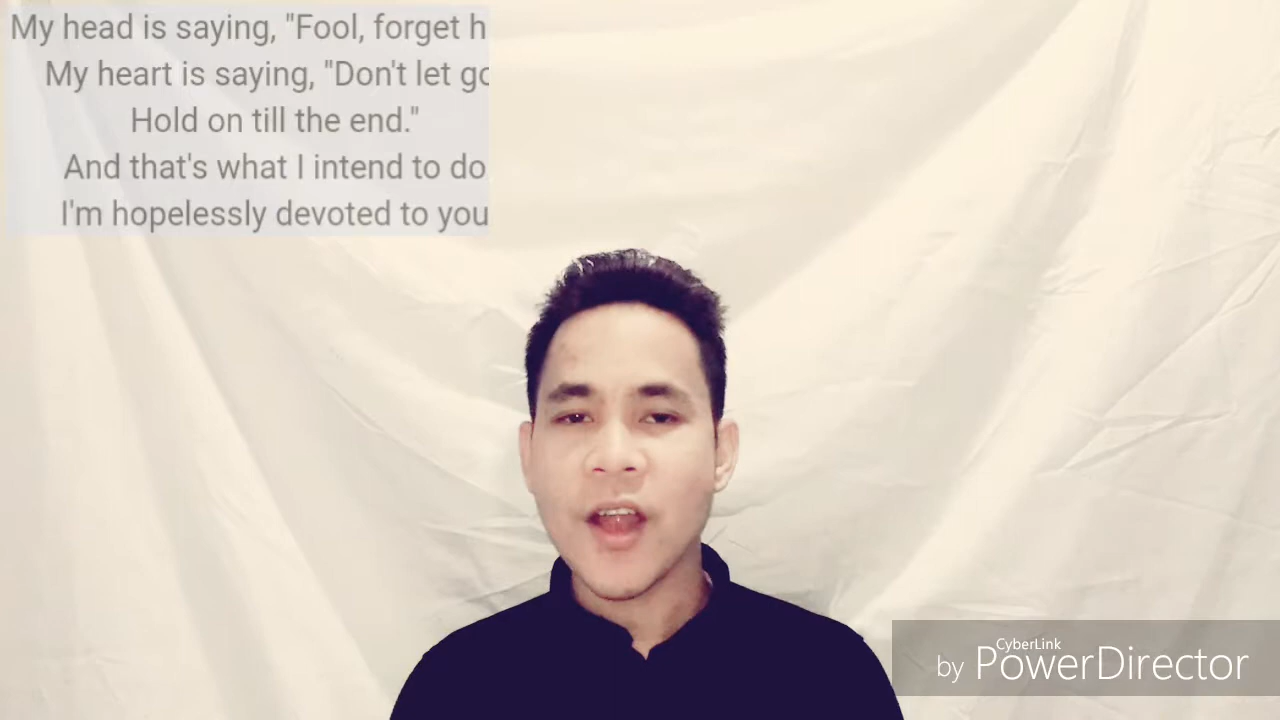 My head is saying, "Fool, forget h
My heart is saying, "Don't let go
Hold on till the end."
And that's what I intend to do
I'm hopelessly devoted to you
CyberLink
by PowerDirector